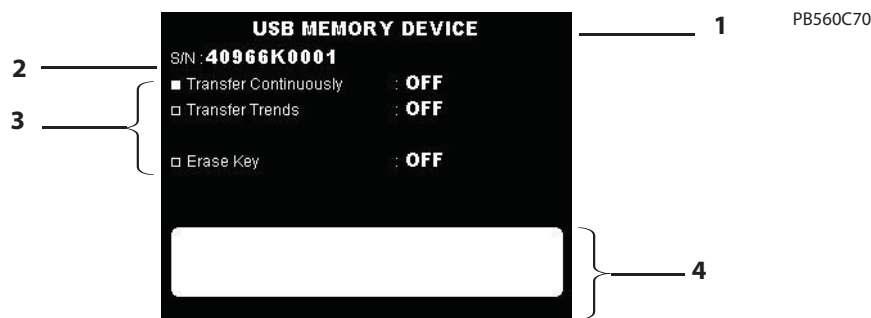 USB MEMORY DEVICE
1
PB560C70
S/N : 40966K0001
2
Transfer Continuously : OFF
3
Transfer Trends : OFF
Erase Key : OFF
4